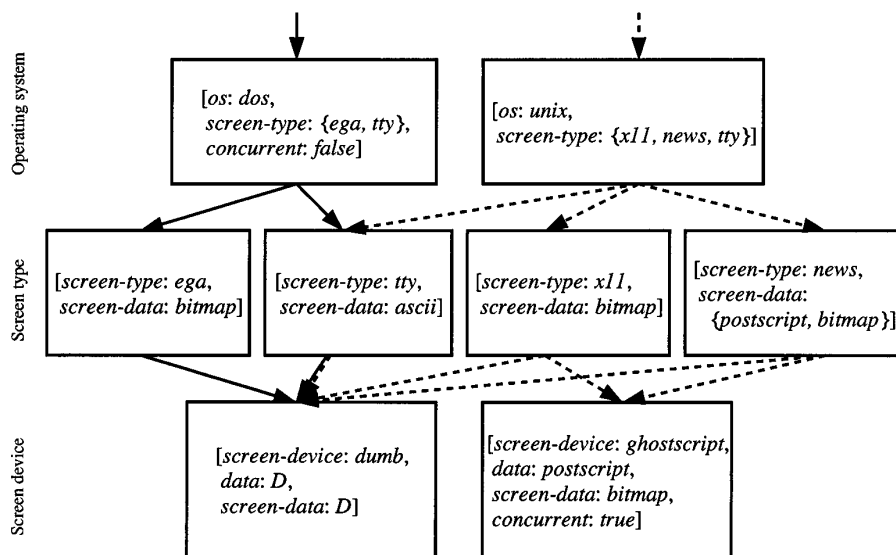 Operating system
[os: dos,
screen-type: {ega, tty},
concurrent: false]
[os: unix,
screen-type: {x11, news, tty}]
Screen type
[screen-type: ega,
screen-data: bitmap]
[screen-type: tty,
screen-data: ascii]
[screen-type: x11,
screen-data: bitmap]
[screen-type: news,
screen-data:
{postscript, bitmap}]
Screen device
[screen-device: dumb,
data: D,
screen-data: D]
[screen-device: ghostscript,
data: postscript,
screen-data: bitmap,
concurrent: true]